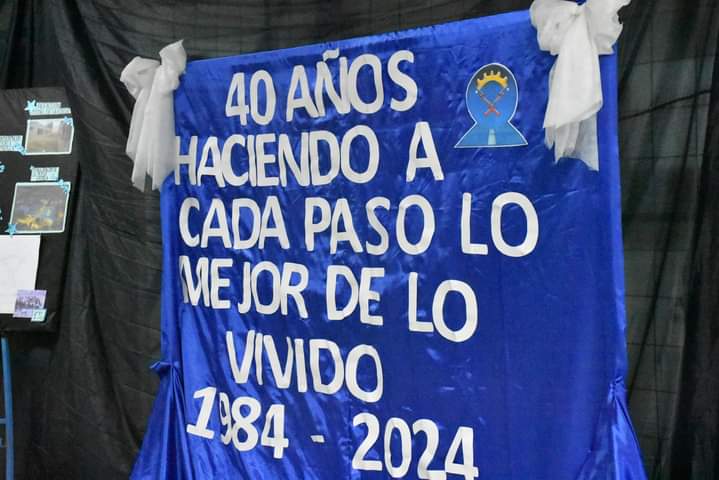 40 AÑOS
HACIENDO A
CADA PASO LO
MEJOR DE LO
VIVIDO
1984 - 2024